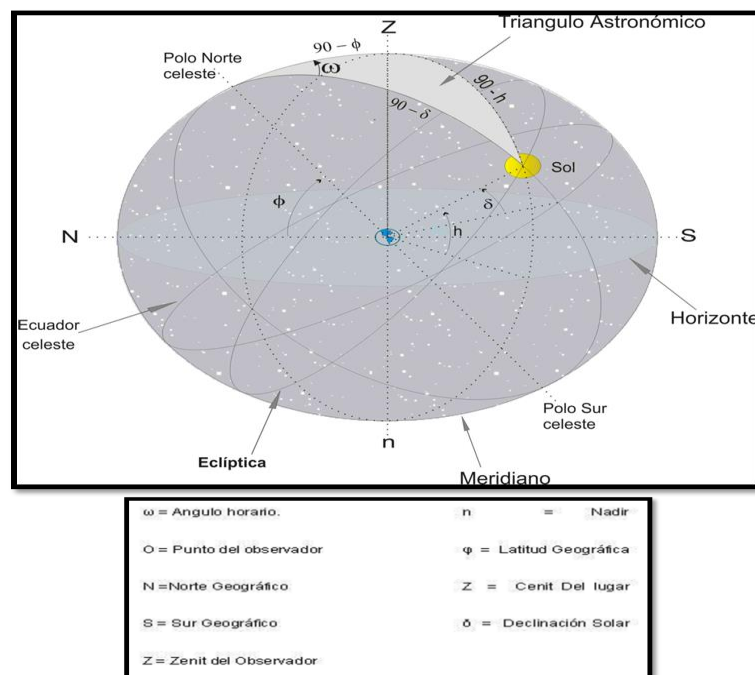 Z
Triangulo Astronómico
90 - ϕ
Polo Norte
celeste
ω
90 - h
90 - δ
Sol
ϕ
δ
h
N
S
Ecuador
celeste
Horizonte
Polo Sur
celeste
n
Eclíptica
Meridiano
ω = Angulo horario.
n = Nadir
O = Punto del observador
φ = Latitud Geográfica
N =Norte Geográfico
Z = Cenit Del lugar
S = Sur Geográfico
δ = Declinación Solar
Z = Zenit del Observador